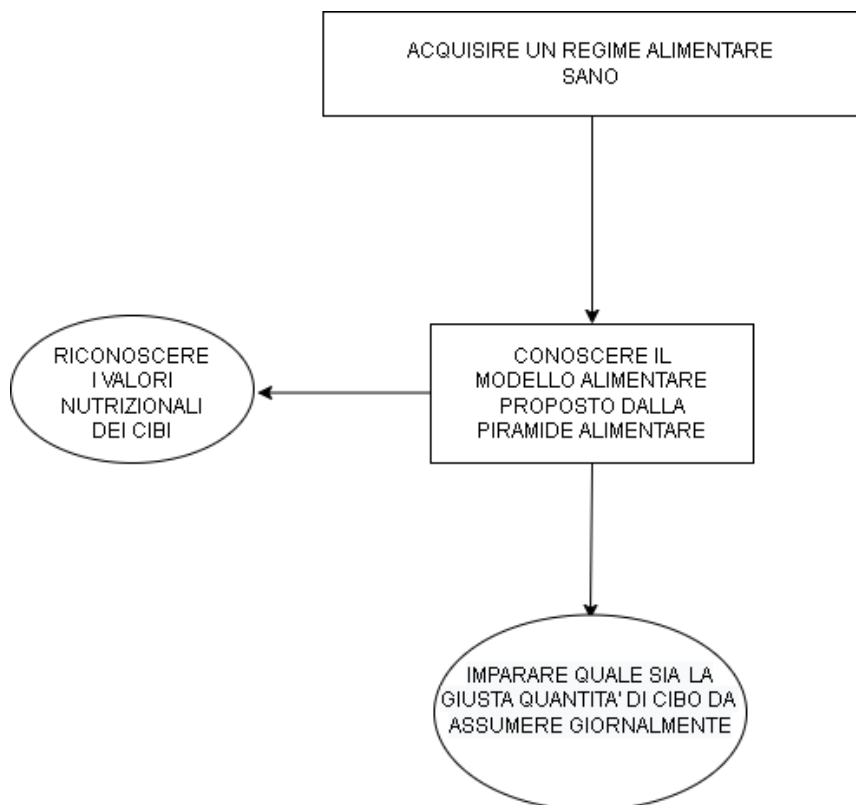 ACQUISIRE UN REGIME ALIMENTARE
SANO
RICONOSCERE
I VALORI
NUTRIZIONALI
DEI CIBI
CONOSCERE IL
MODELLO ALIMENTARE
PROPOSTO DALLA
PIRAMIDE ALIMENTARE
IMPARARE QUALE SIA LA
GIUSTA QUANTITA' DI CIBO DA
ASSUMERE GIORNALMENTE